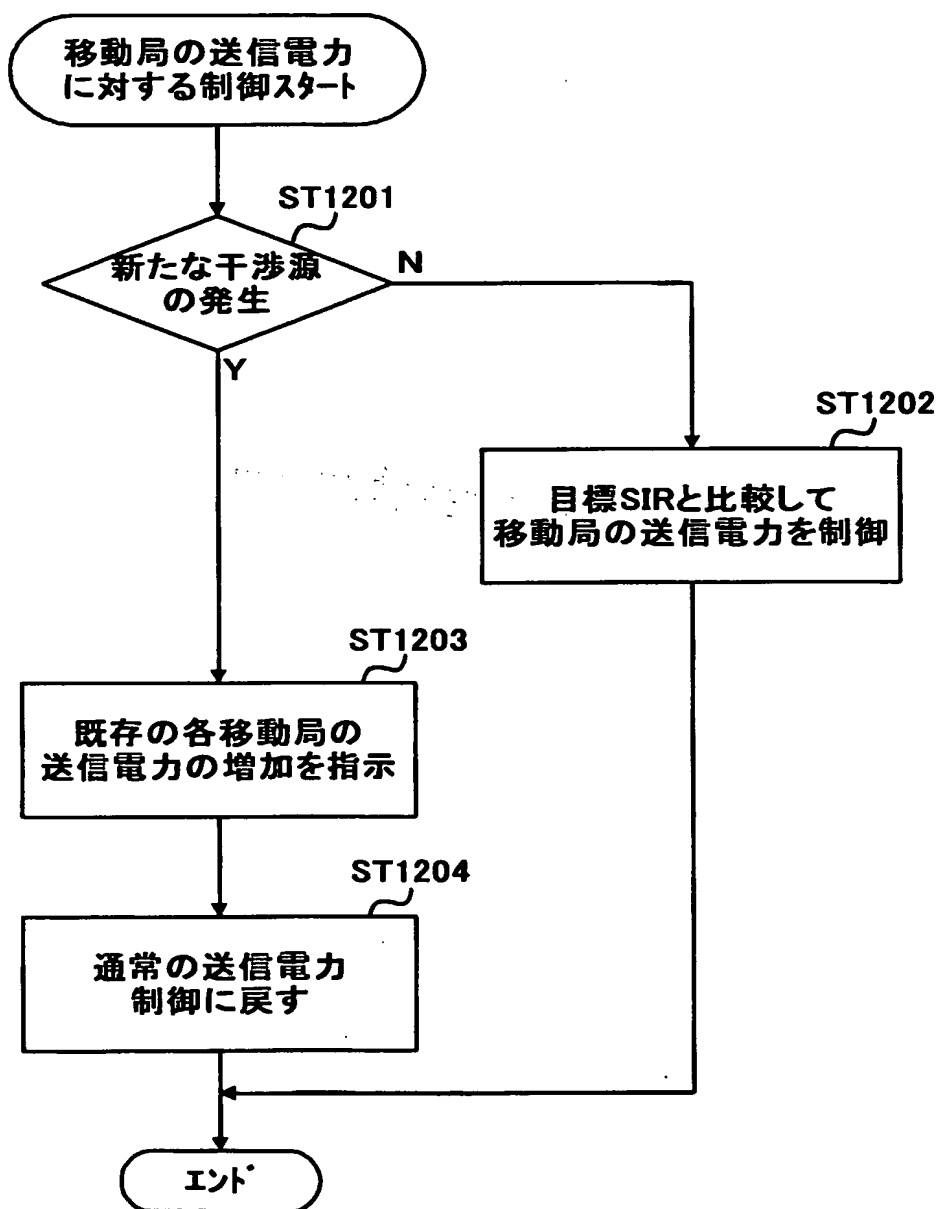 移動局の送信電力
に対する制御スタート
ST1201
新たな干渉源
の発生
N
Y
ST1202
目標SIRと比較して
移動局の送信電力を制御
ST1203
既存の各移動局の
送信電力の増加を指示
ST1204
通常の送信電力
制御に戻す
エンド